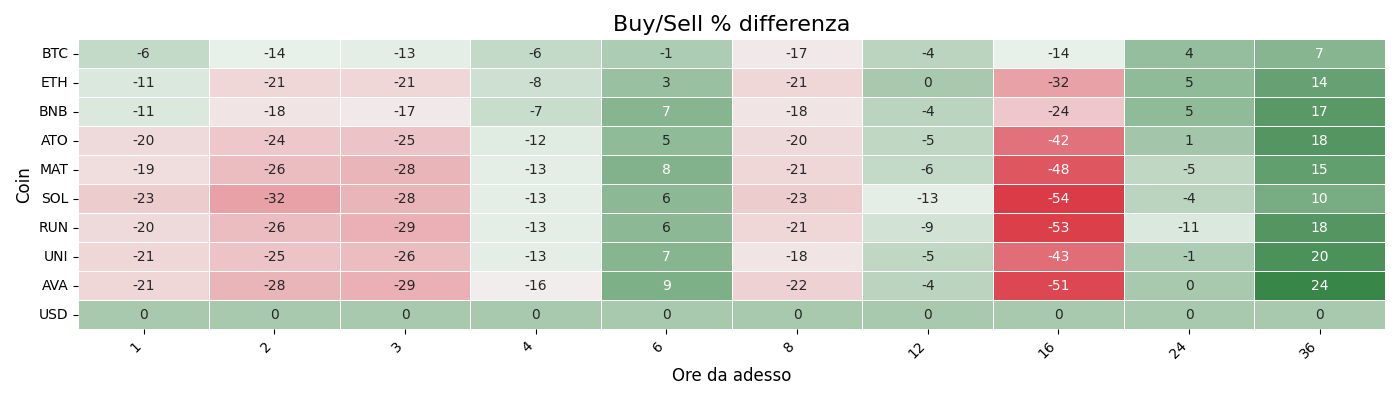 Buy/Sell % differenza
Coin
BTC -6 -14 -13 -6 -1 -17 -4 -14 4 7
ETH -11 -21 -21 -8 3 -21 0 -32 5 14
BNB -11 -18 -17 -7 7 -18 -4 -24 5 17
ATO -20 -24 -25 -12 5 -20 -5 -42 1 18
MAT -19 -26 -28 -13 8 -21 -6 -48 -5 15
SOL -23 -32 -28 -13 6 -23 -13 -54 -4 10
RUN -20 -26 -29 -13 6 -21 -9 -53 -11 18
UNI -21 -25 -26 -13 7 -18 -5 -43 -1 20
AVA -21 -28 -29 -16 9 -22 -4 -51 0 24
USD 0 0 0 0 0 0 0 0 0 0
1 2 3 4 6 8 12 16 24 36
Ore da adesso